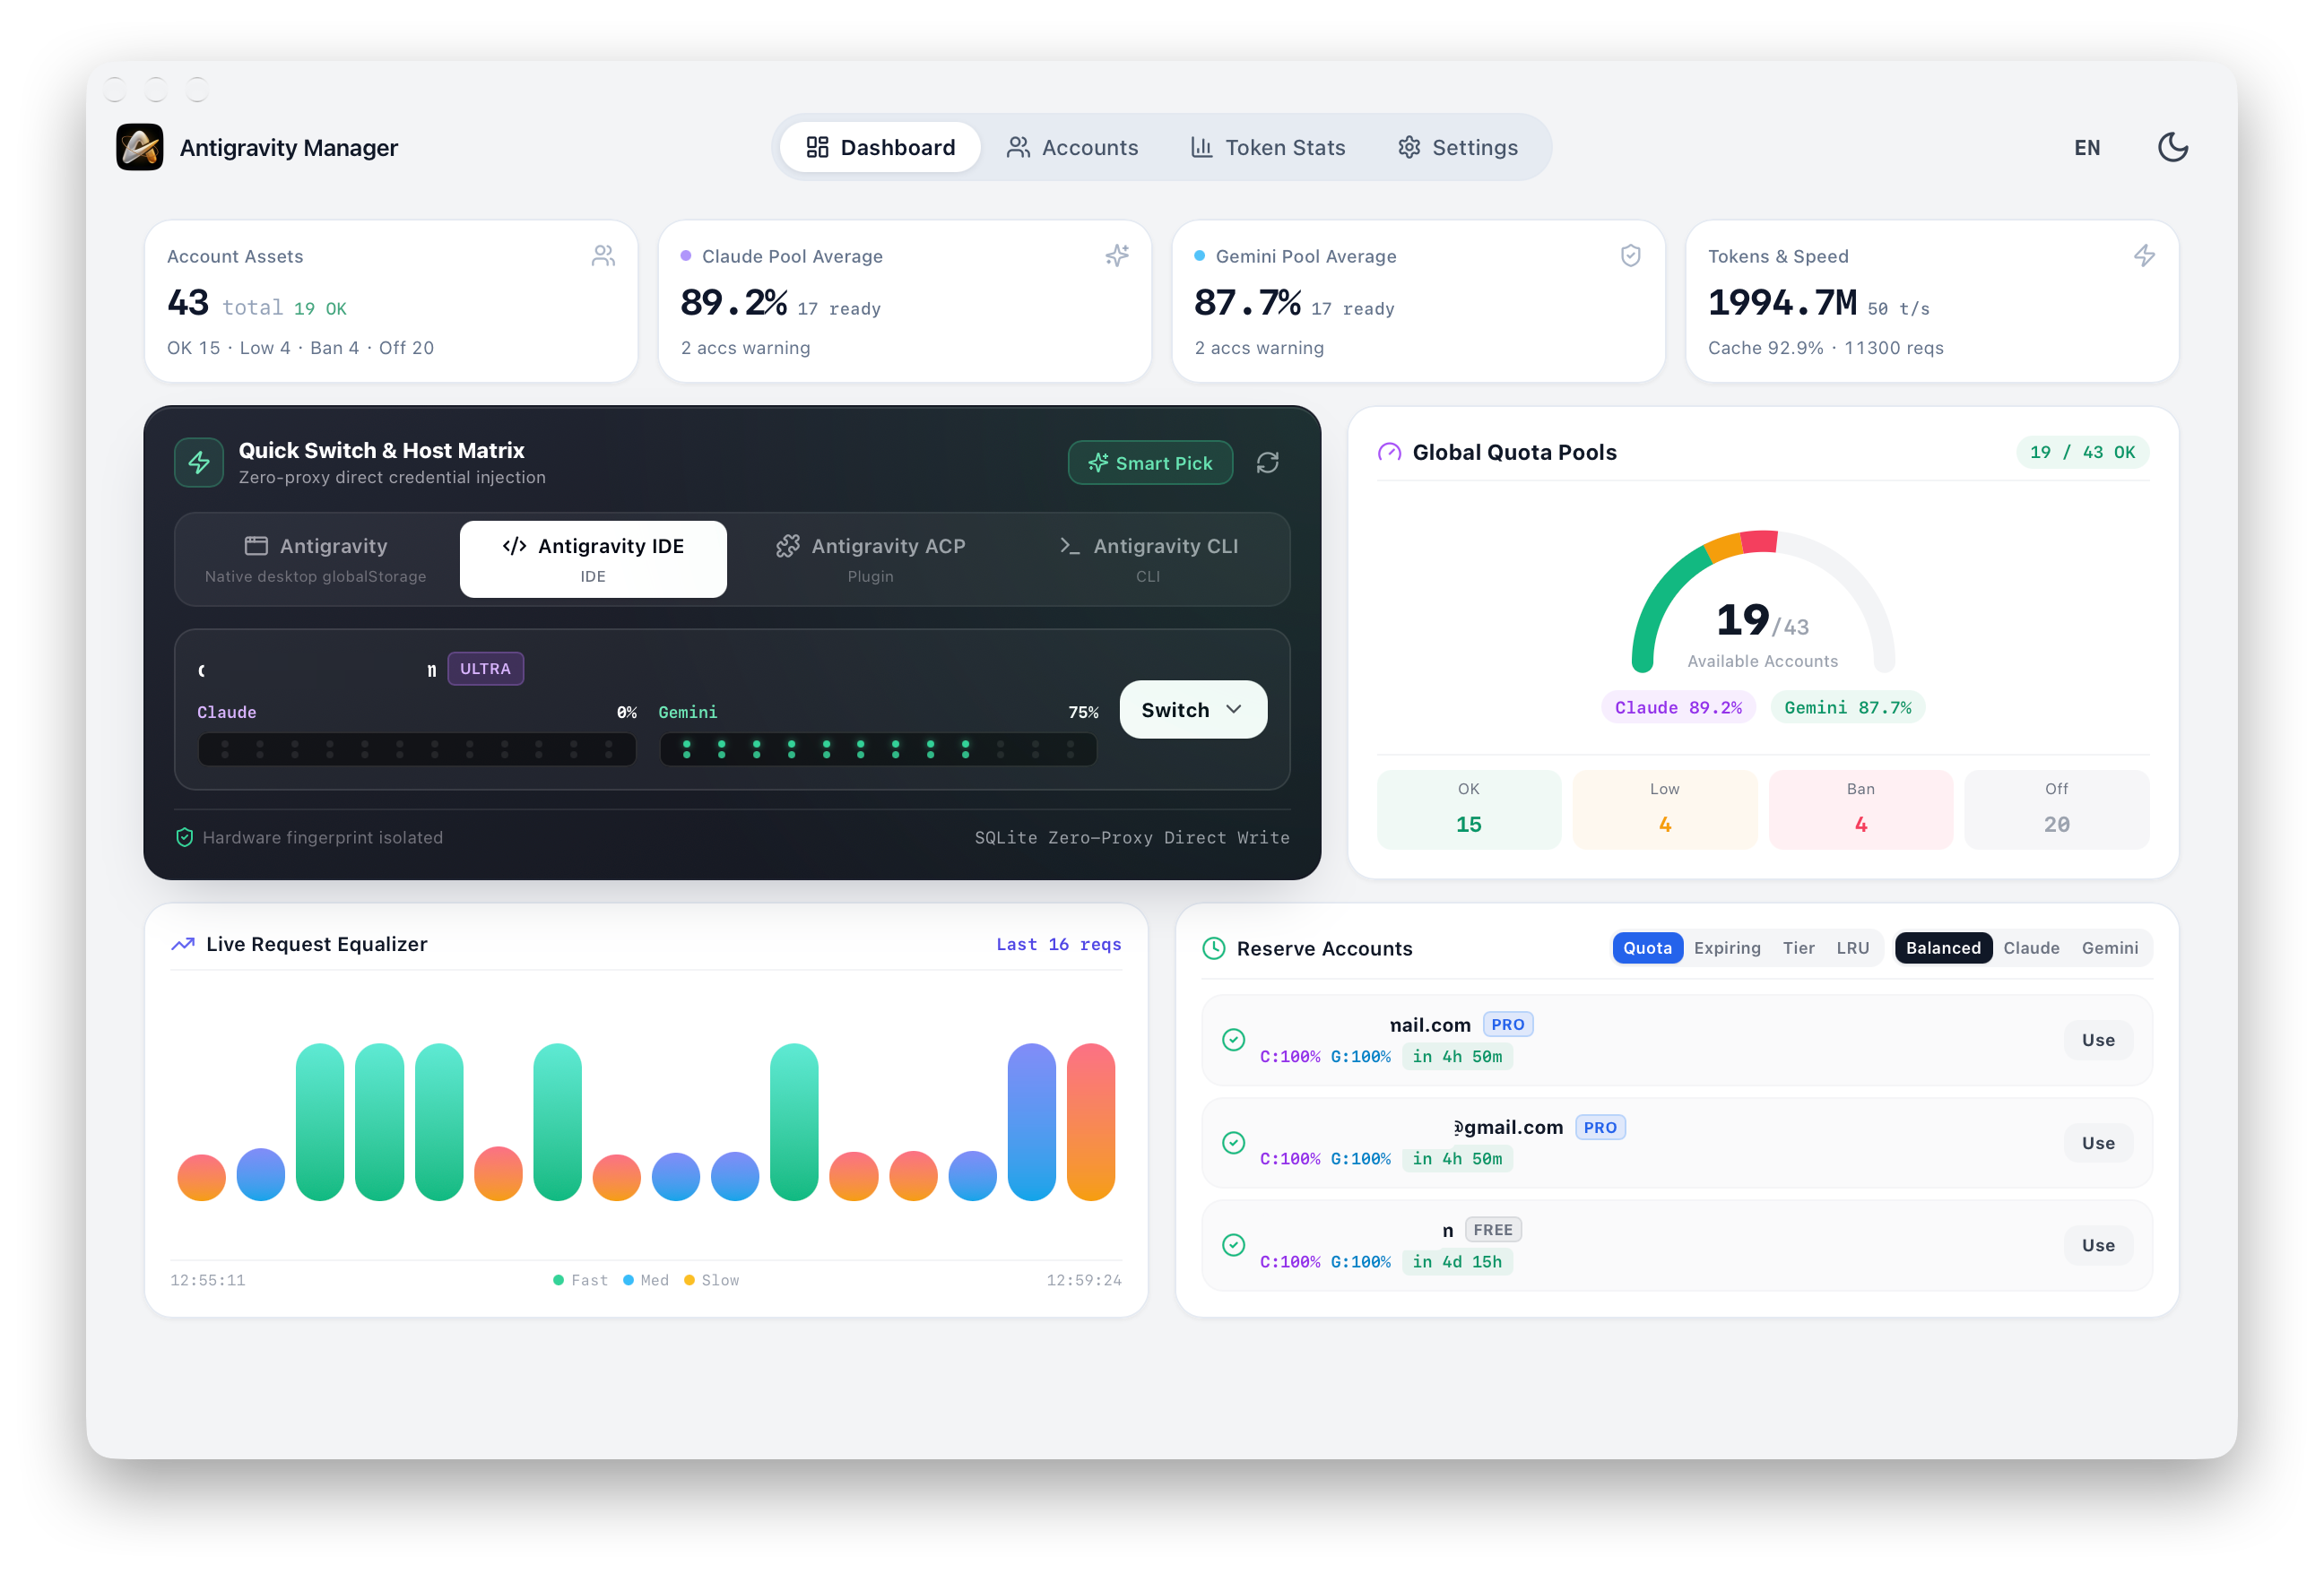 Antigravity Manager
Dashboard
Accounts
Token Stats
Settings
EN
Account Assets
43 total 19 OK
OK 15 · Low 4 · Ban 4 · Off 20
Claude Pool Average
89.2% 17 ready
2 accs warning
Gemini Pool Average
87.7% 17 ready
2 accs warning
Tokens & Speed
1994.7M 50 t/s
Cache 92.9% · 11300 reqs
Quick Switch & Host Matrix
Zero-proxy direct credential injection
Smart Pick
Antigravity
Native desktop globalStorage
Antigravity IDE
IDE
Antigravity ACP
Plugin
Antigravity CLI
CLI
ULTRA
Claude 0%
Gemini 75%
Switch
Hardware fingerprint isolated
SQLite Zero-Proxy Direct Write
Global Quota Pools
19 / 43 OK
19/43
Available Accounts
Claude 89.2%
Gemini 87.7%
OK
15
Low
4
Ban
4
Off
20
Live Request Equalizer
Last 16 reqs
12:55:11
Fast
Med
Slow
12:59:24
Reserve Accounts
Quota Expiring Tier LRU
Balanced Claude Gemini
mail.com PRO
C:100% G:100% in 4h 50m
Use
@gmail.com PRO
C:100% G:100% in 4h 50m
Use
n FREE
C:100% G:100% in 4d 15h
Use